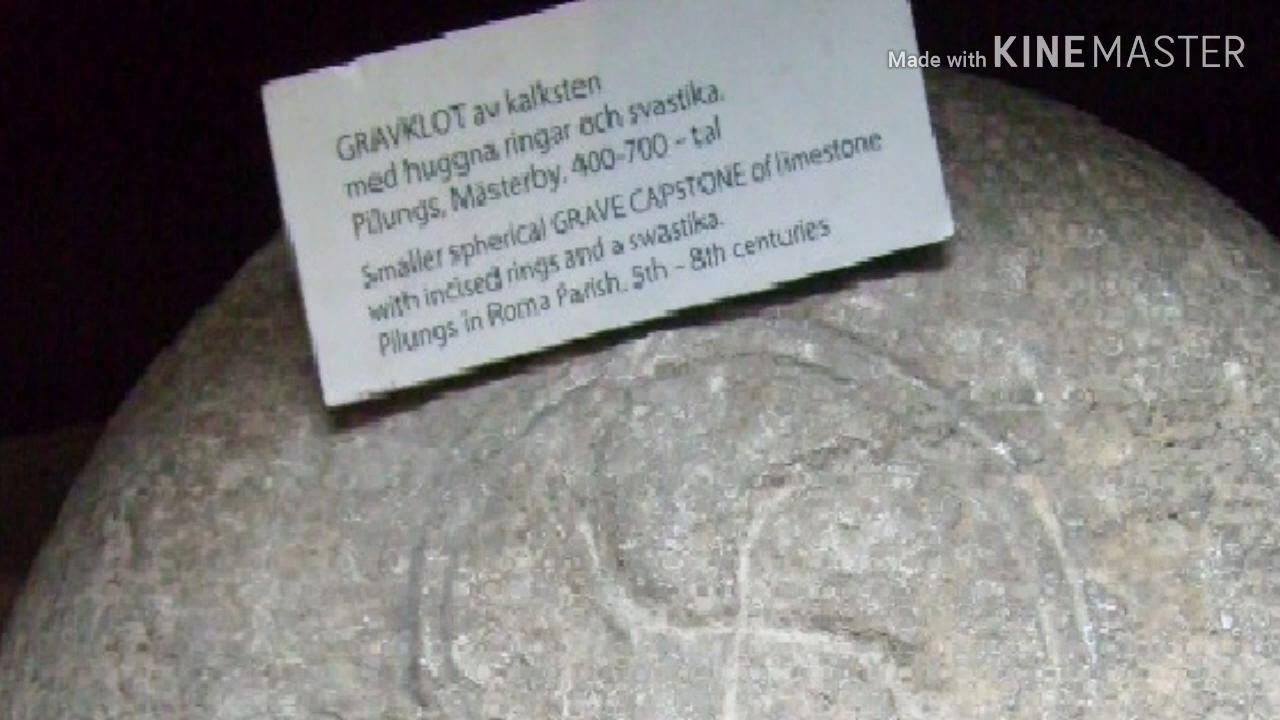 Made with KINEMASTER
GRAVKLOT av kalksten
med huggna ringar och svastika.
Pilungs, Mästerby, 400-700 - tal
Smaller spherical GRAVE CAPSTONE of limestone
with incised rings and a swastika.
Pilungs in Roma Parish. 5th - 8th centuries